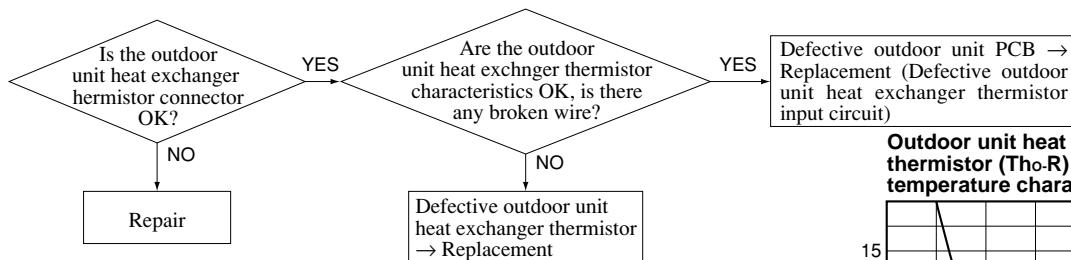 Is the outdoor
unit heat exchanger
hermistor connector
OK?
YES
NO
Repair
Are the outdoor
unit heat exchnger thermistor
characteristics OK, is there
any broken wire?
YES
NO
Defective outdoor unit
heat exchanger thermistor
→ Replacement
Defective outdoor unit PCB →
Replacement (Defective outdoor
unit heat exchanger thermistor
input circuit)
Outdoor unit heat
thermistor (Tho-R)
temperature chara
15